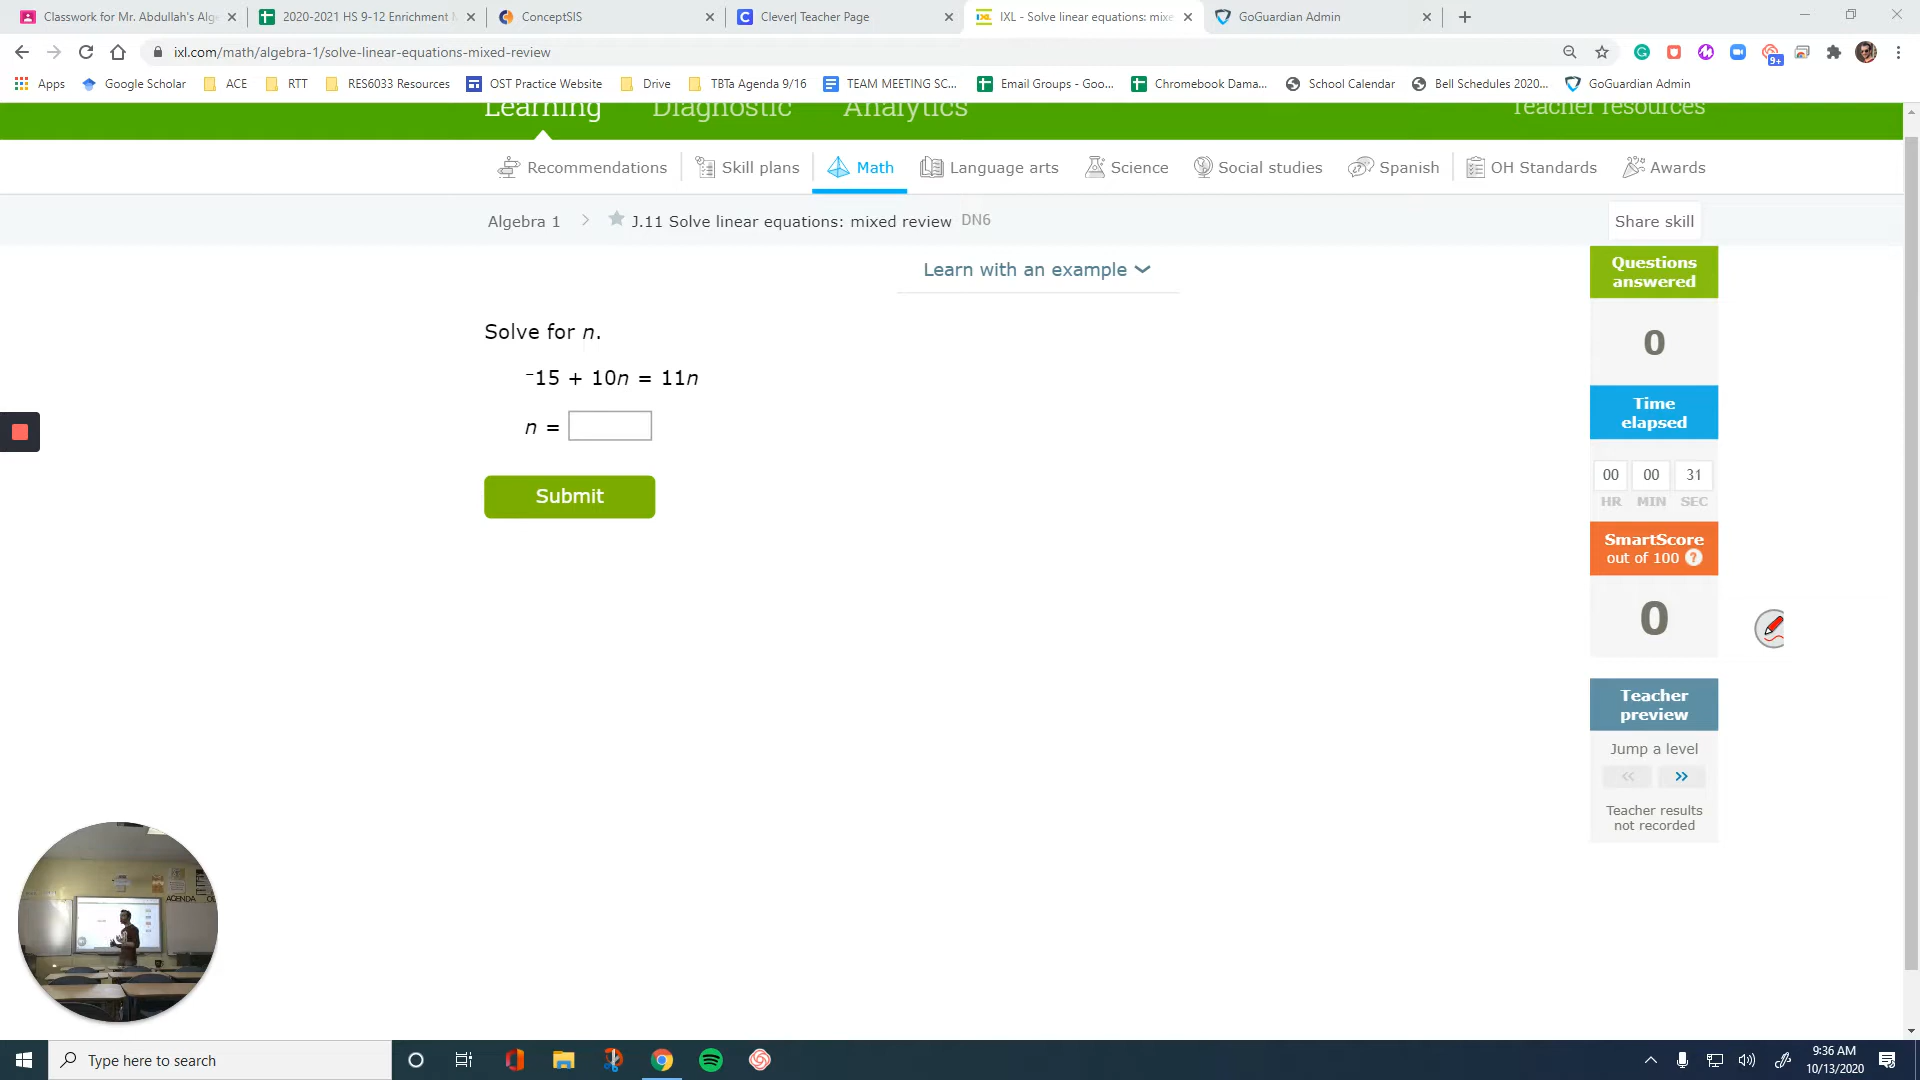 Classwork for Mr. Abdullah's Alg
2020-2021 HS 9-12 Enrichment
ConceptSIS
Clever| Teacher Page
IXL - Solve linear equations: mixe
GoGuardian Admin
ixl.com/math/algebra-1/solve-linear-equations-mixed-review
9+
Apps
Google Scholar
ACE
RTT
RES6033 Resources
OST Practice Website
Drive
TBTa Agenda 9/16
TEAM MEETING SC...
Email Groups - Goo...
Chromebook Dama...
School Calendar
Bell Schedules 2020...
GoGuardian Admin
Learning
Diagnostic
Analytics
Teacher resources
Recommendations
Skill plans
Math
Language arts
Science
Social studies
Spanish
OH Standards
Awards
Algebra 1
J.11 Solve linear equations: mixed review DN6
Share skill
Learn with an example
Solve for n.
-15 + 10n = 11n
n =
Submit
Questions
answered
0
Time
elapsed
00 00 31
HR MIN SEC
SmartScore
out of 100 ?
0
Teacher
preview
Jump a level
<< >>
Teacher results
not recorded
AGENDA
Type here to search
9:36 AM
10/13/2020